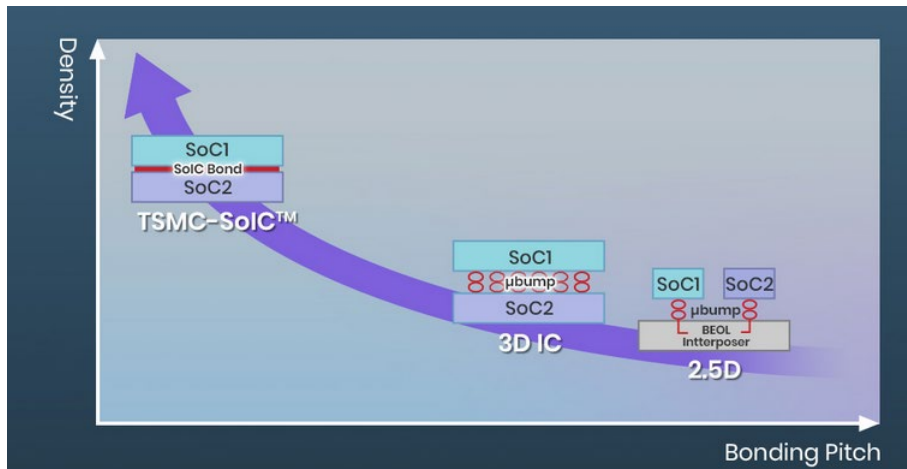 Density
SoC1
SoIC Bond
SoC2
TSMC-SoIC™
SoC1
µbump
SoC2
3D IC
SoC1
SoC2
µbump
BEOL
Intterposer
2.5D
Bonding Pitch